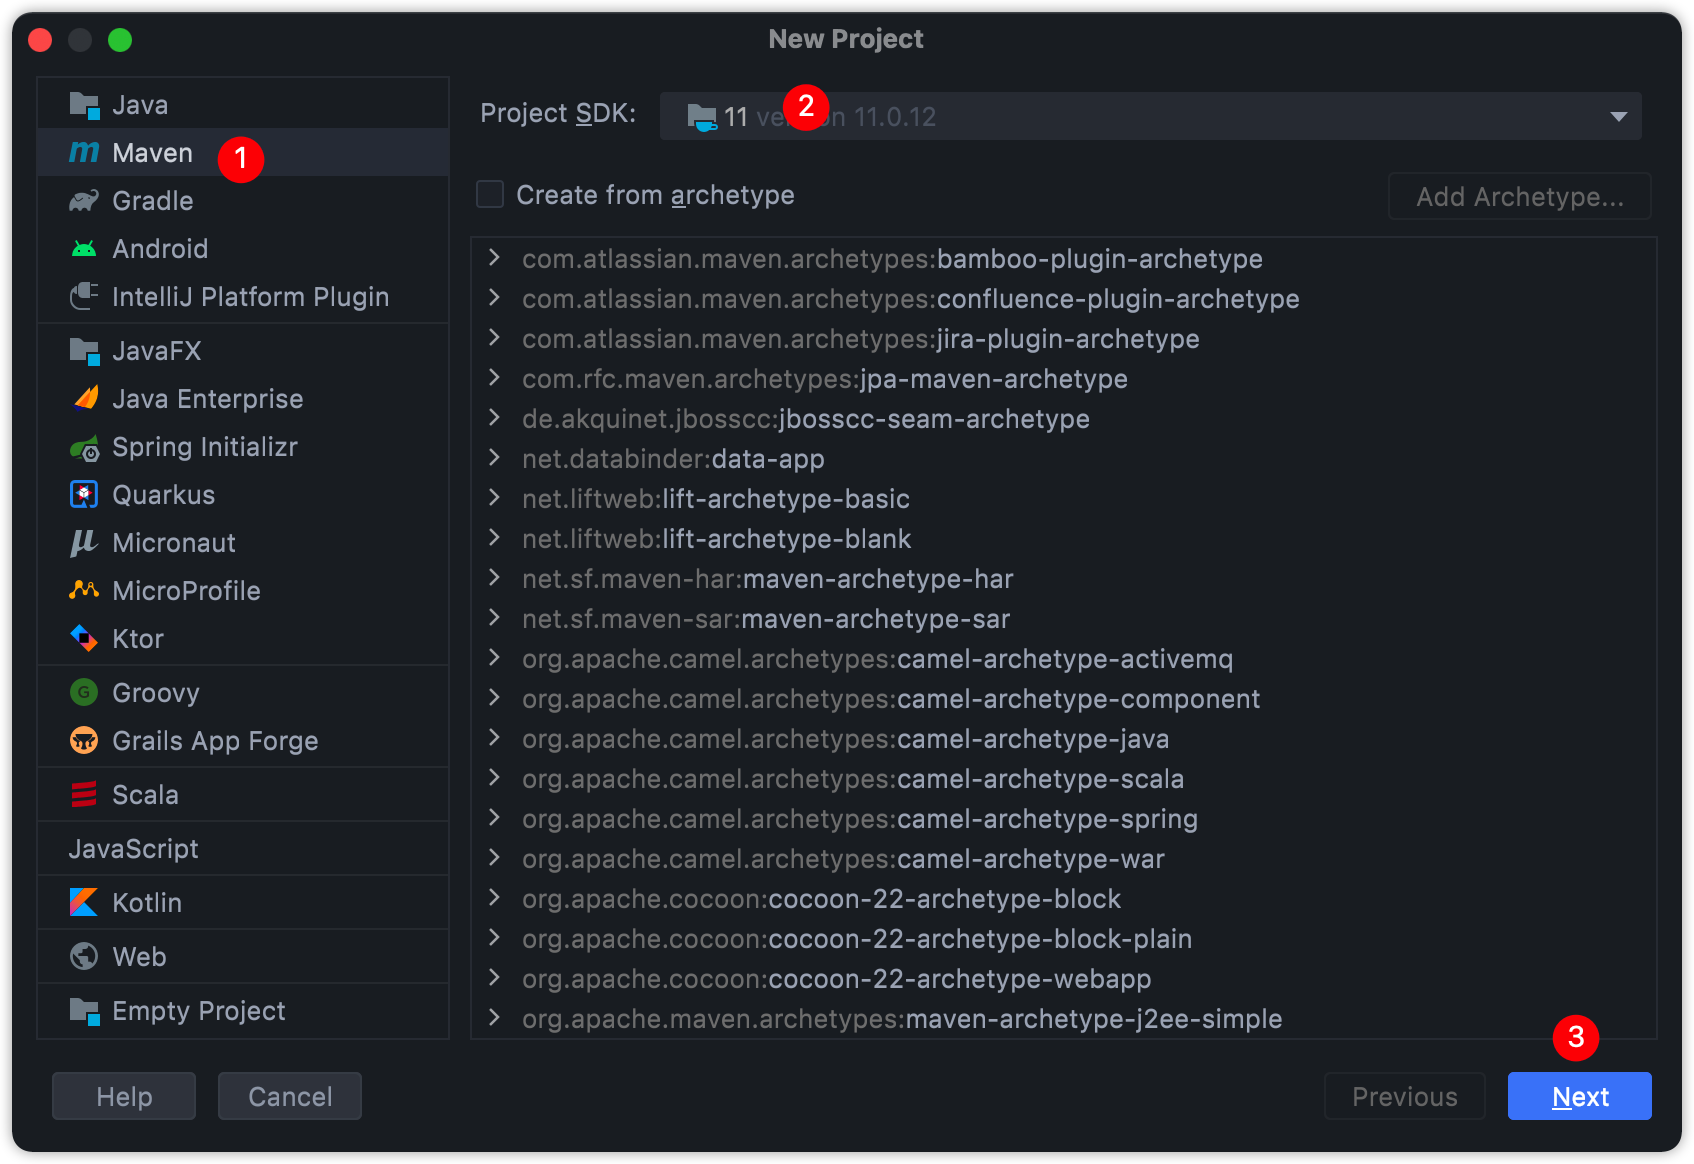 New Project
Java
Maven
1
Gradle
Android
IntelliJ Platform Plugin
JavaFX
Java Enterprise
Spring Initializr
Quarkus
Micronaut
MicroProfile
Ktor
Groovy
Grails App Forge
Scala
JavaScript
Kotlin
Web
Empty Project
Project SDK:
11 2 11.0.12
Create from archetype
Add Archetype...
com.atlassian.maven.archetypes:bamboo-plugin-archetype
com.atlassian.maven.archetypes:confluence-plugin-archetype
com.atlassian.maven.archetypes:jira-plugin-archetype
com.rfc.maven.archetypes:jpa-maven-archetype
de.akquinet.jbosscc:jbosscc-seam-archetype
net.databinder:data-app
net.liftweb:lift-archetype-basic
net.liftweb:lift-archetype-blank
net.sf.maven-har:maven-archetype-har
net.sf.maven-sar:maven-archetype-sar
org.apache.camel.archetypes:camel-archetype-activemq
org.apache.camel.archetypes:camel-archetype-component
org.apache.camel.archetypes:camel-archetype-java
org.apache.camel.archetypes:camel-archetype-scala
org.apache.camel.archetypes:camel-archetype-spring
org.apache.camel.archetypes:camel-archetype-war
org.apache.cocoon:cocoon-22-archetype-block
org.apache.cocoon:cocoon-22-archetype-block-plain
org.apache.cocoon:cocoon-22-archetype-webapp
org.apache.maven.archetypes:maven-archetype-j2ee-simple
3
Help
Cancel
Previous
Next